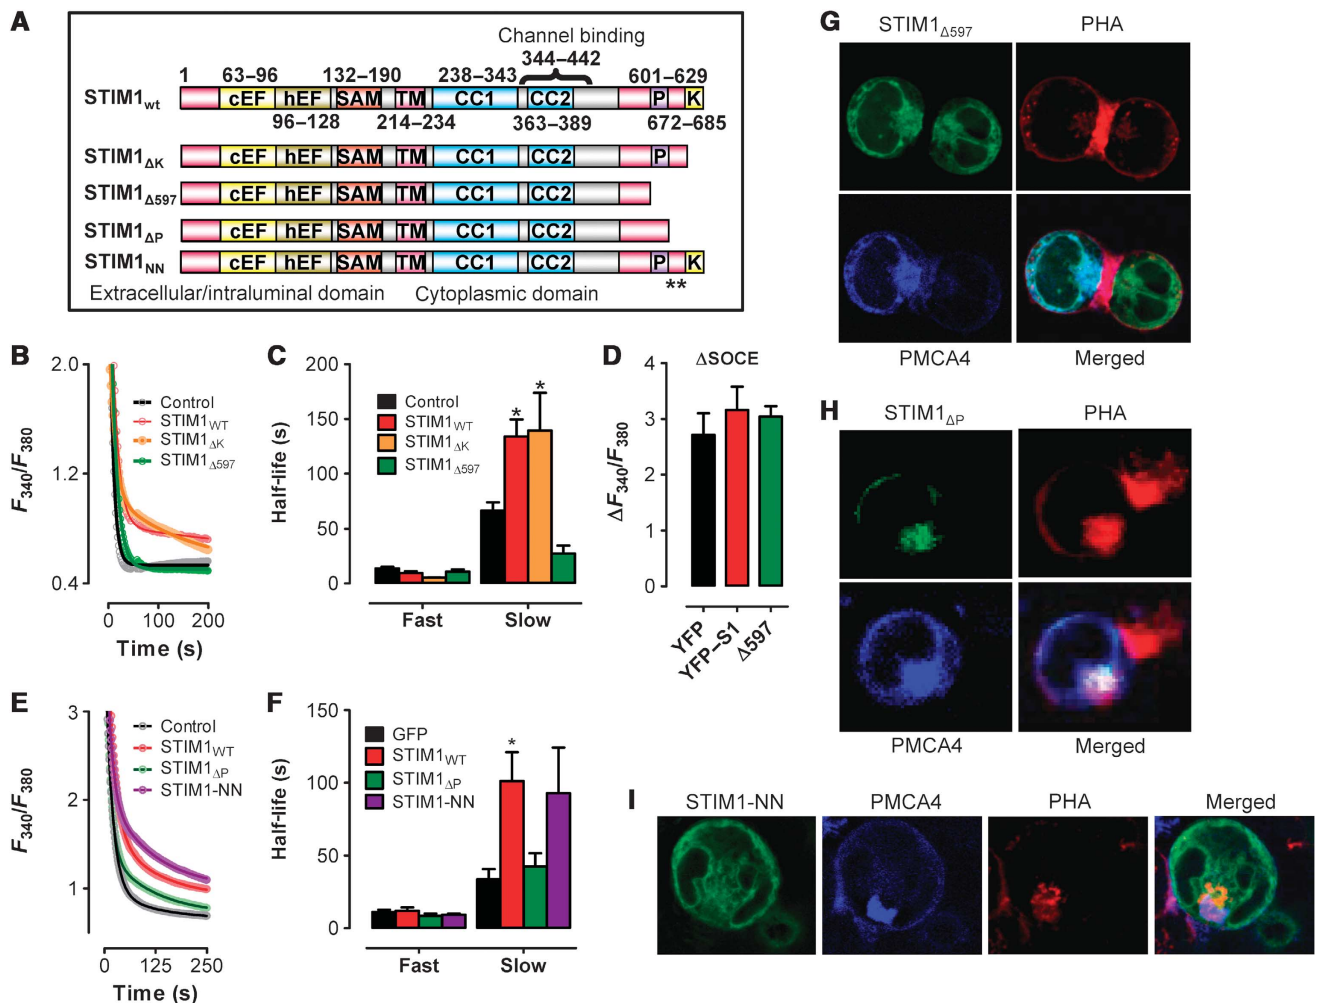 A
Channel binding
344–442
1 63–96 132–190 238–343 601–629
STIM1wt cEF hEF SAM TM CC1 CC2 P K
96–128 214–234 363–389 672–685
STIM1ΔK cEF hEF SAM TM CC1 CC2 P
STIM1Δ597 cEF hEF SAM TM CC1 CC2
STIM1ΔP cEF hEF SAM TM CC1 CC2
STIM1NN cEF hEF SAM TM CC1 CC2 P K
Extracellular/intraluminal domain Cytoplasmic domain **
B
2.0
1.2
0.4
F340/F380
Control
STIM1WT
STIM1ΔK
STIM1Δ597
0 100 200
Time (s)
C
200
150
100
50
0
Half-life (s)
Control
STIM1WT
STIM1ΔK
STIM1Δ597
* *
Fast Slow
D
ΔSOCE
4
3
2
1
0
ΔF340/F380
YFP
YFP–S1
Δ597
E
3
2
1
F340/F380
Control
STIM1WT
STIM1ΔP
STIM1-NN
0 125 250
Time (s)
F
150
100
50
0
Half-life (s)
GFP
STIM1WT
STIM1ΔP
STIM1-NN
*
Fast Slow
G
STIM1Δ597 PHA
PMCA4 Merged
H
STIM1ΔP PHA
PMCA4 Merged
I
STIM1-NN PMCA4 PHA Merged